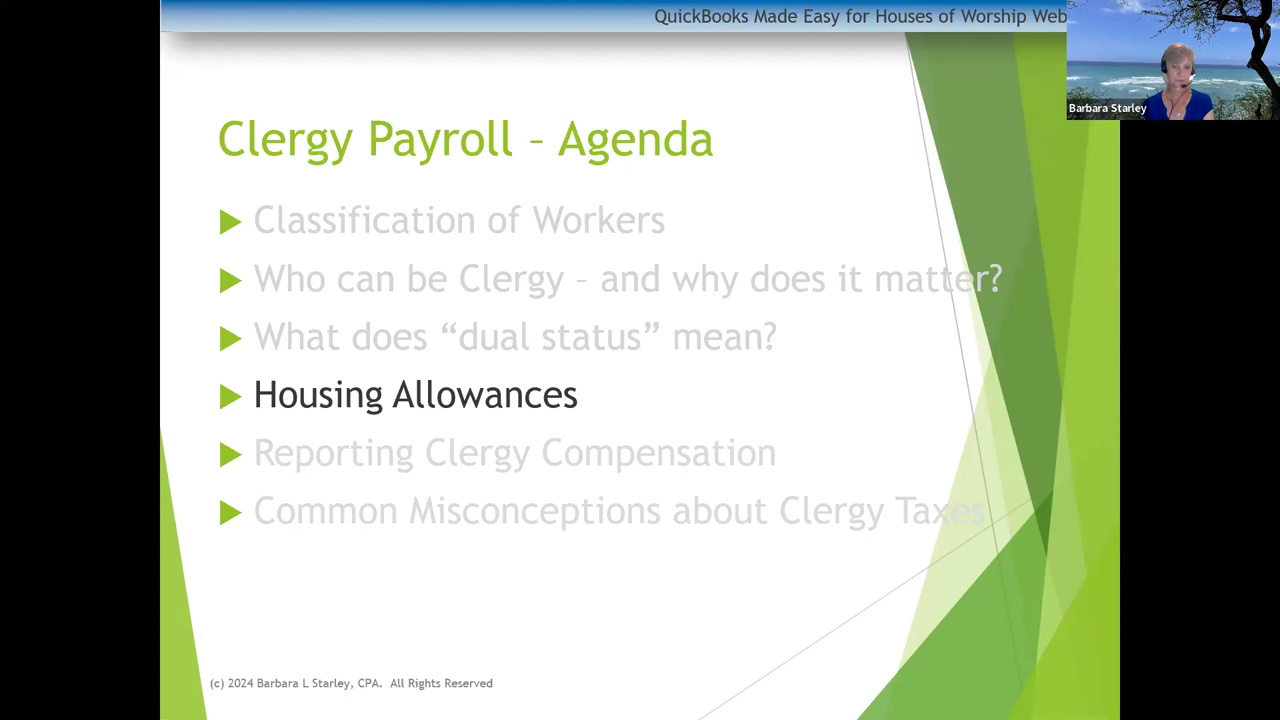 QuickBooks Made Easy for Houses of Worship Web
Barbara Starley
Clergy Payroll – Agenda
Classification of Workers
Who can be Clergy – and why does it matter?
What does “dual status” mean?
Housing Allowances
Reporting Clergy Compensation
Common Misconceptions about Clergy Taxes
(c) 2024 Barbara L Starley, CPA. All Rights Reserved